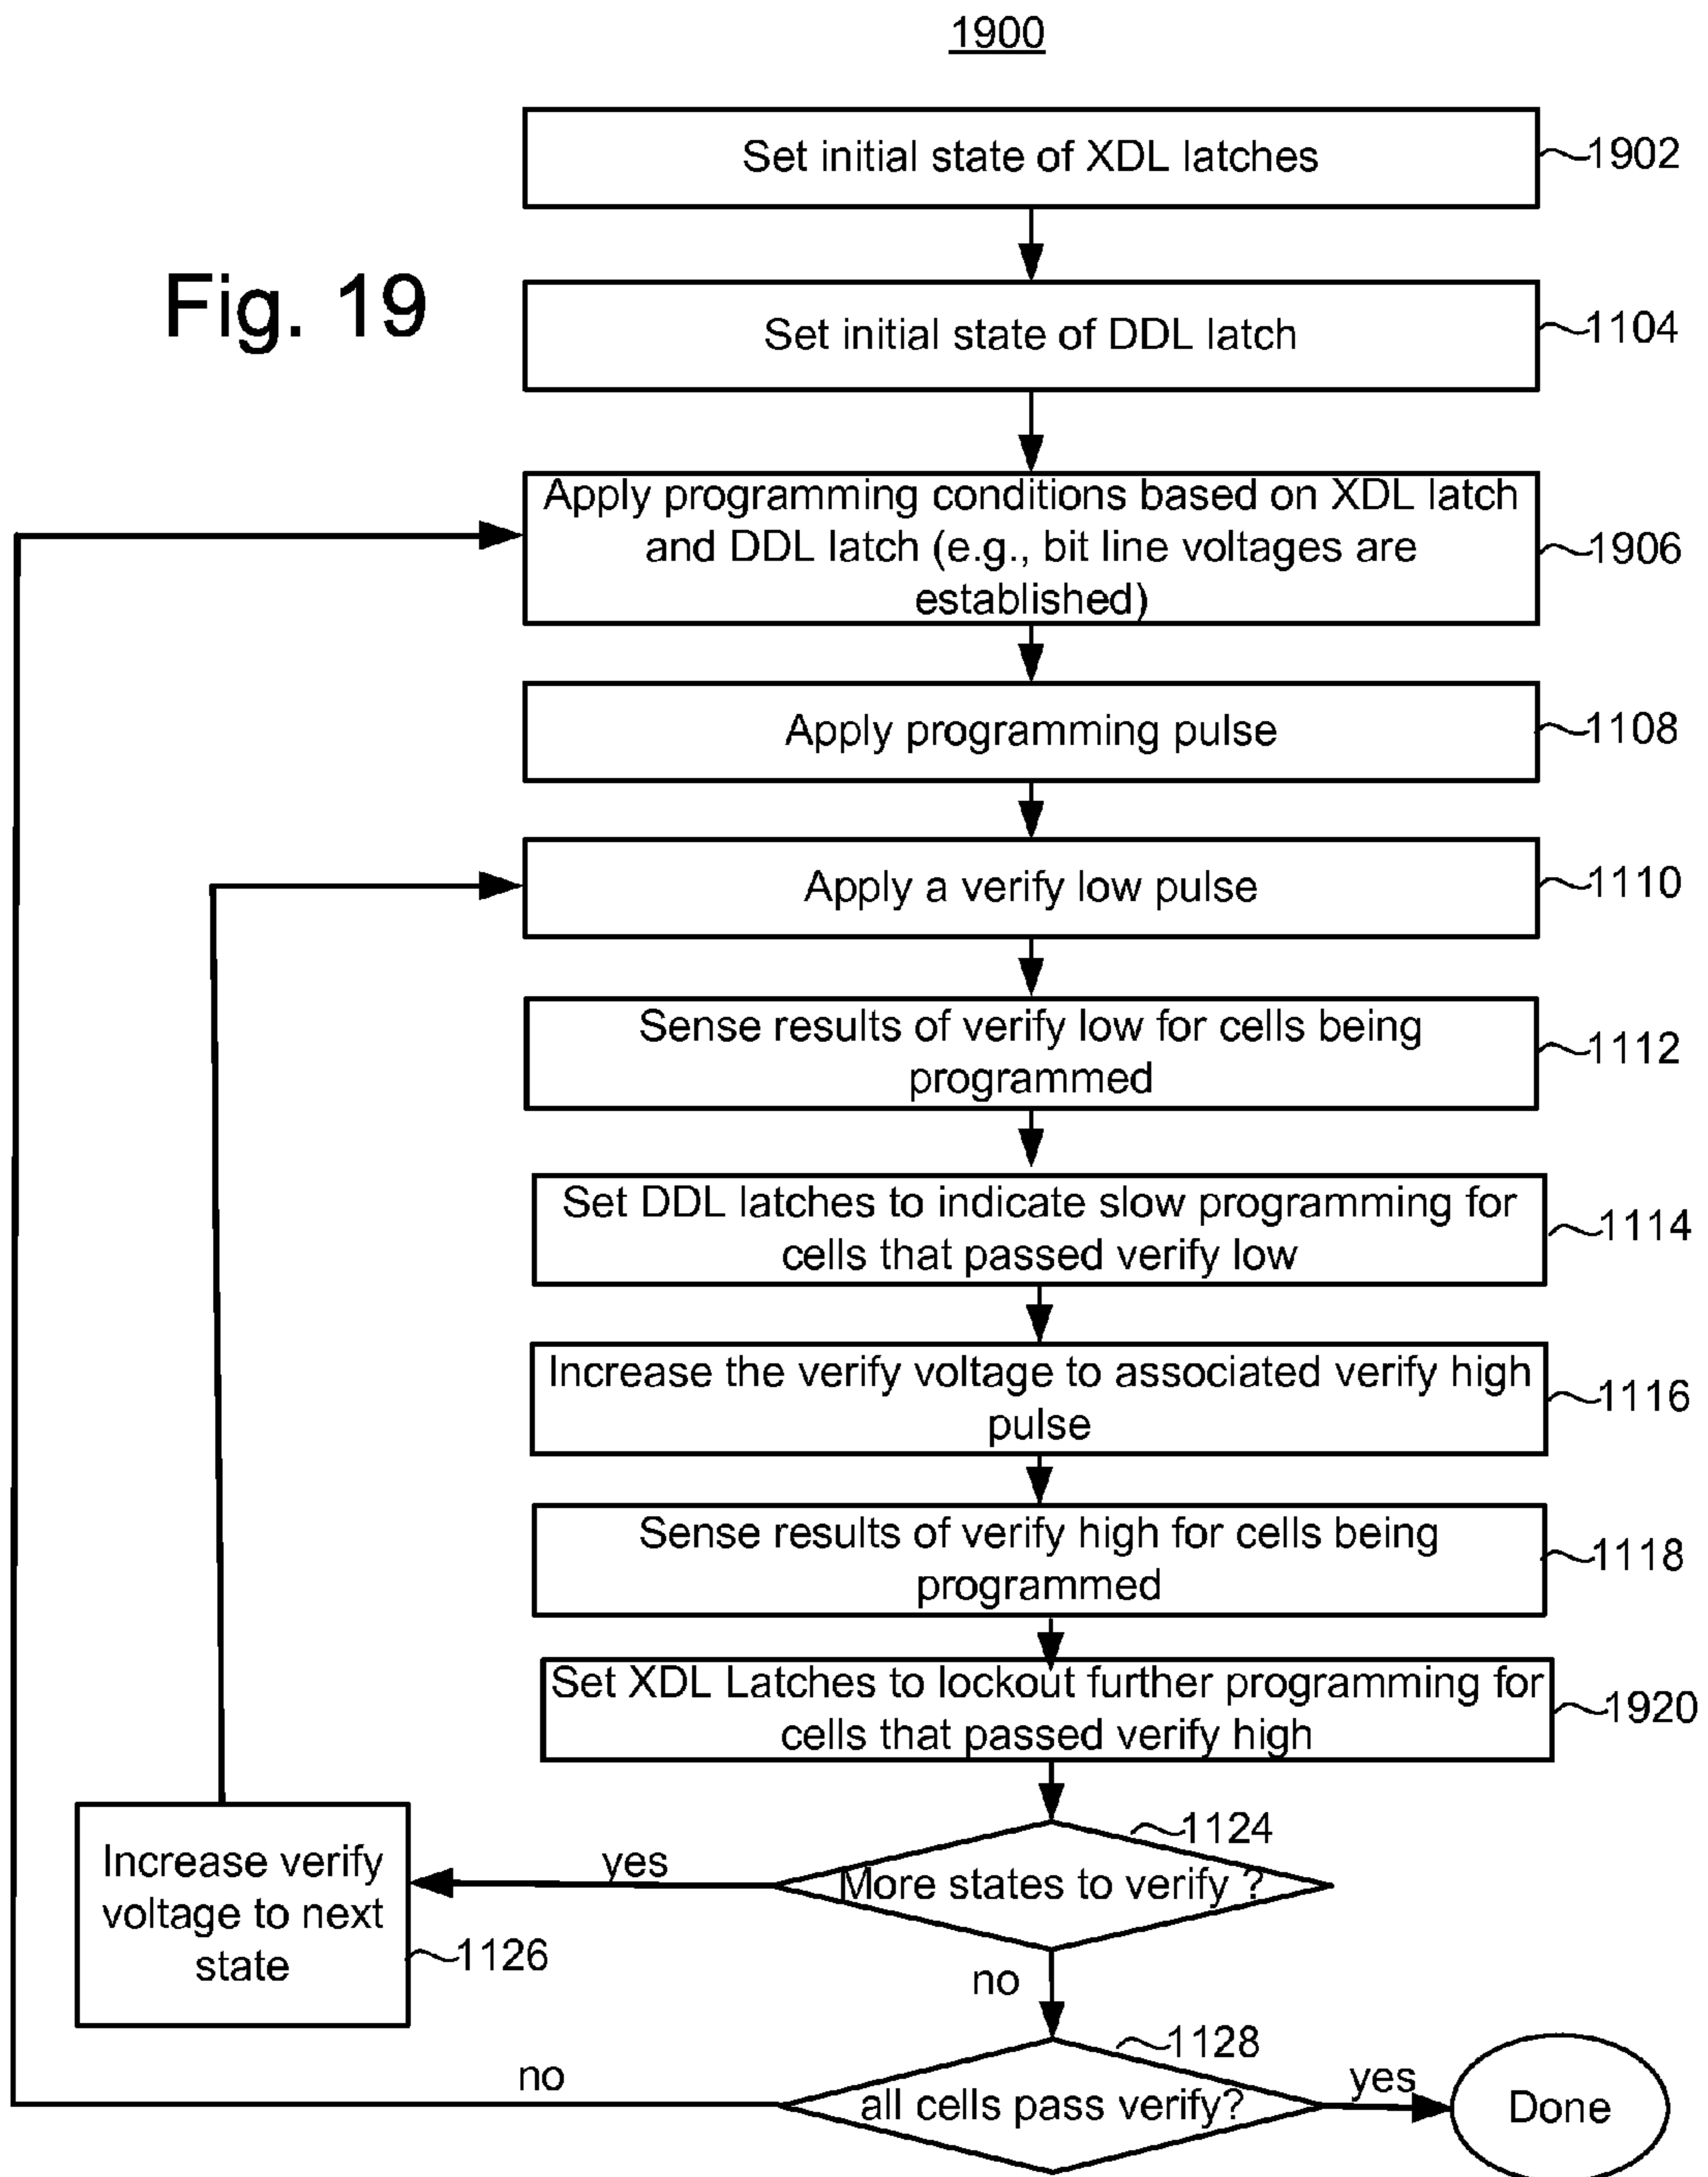 1900
Set initial state of XDL latches
1902
Fig. 19
Set initial state of DDL latch
1104
Apply programming conditions based on XDL latch
and DDL latch (e.g., bit line voltages are
established)
1906
Apply programming pulse
1108
Apply a verify low pulse
1110
Sense results of verify low for cells being
programmed
1112
Set DDL latches to indicate slow programming for
cells that passed verify low
1114
Increase the verify voltage to associated verify high
pulse
1116
Sense results of verify high for cells being
programmed
1118
Set XDL Latches to lockout further programming for
cells that passed verify high
1920
1124
More states to verify ?
yes
Increase verify
voltage to next
state
1126
no
1128
all cells pass verify?
no
yes
Done